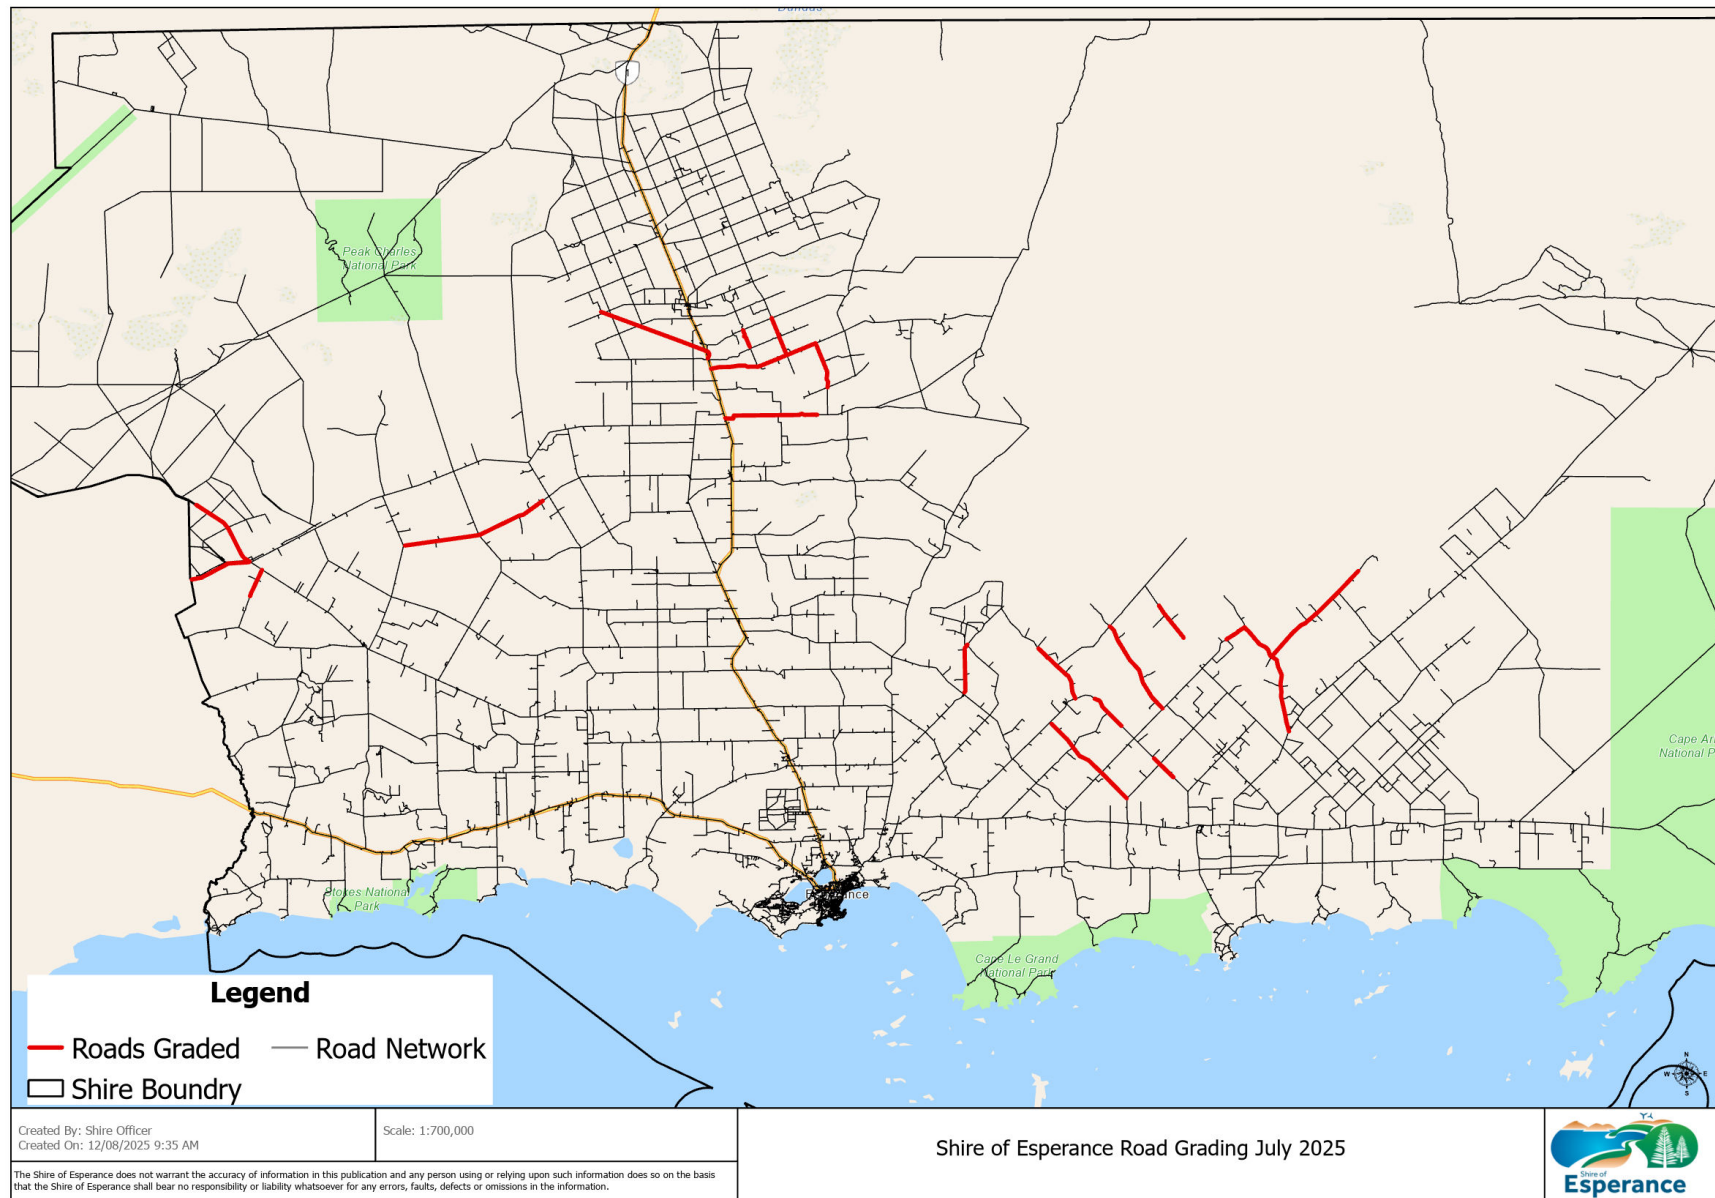 Dundas
1
Peak Charles
National Park
Cape Ari
National P
Stokes National
Park
Esperance
Cape Le Grand
National Park
Legend
Roads Graded
Road Network
Shire Boundry
N
W E
S
Created By: Shire Officer
Created On: 12/08/2025 9:35 AM
Scale: 1:700,000
Shire of Esperance Road Grading July 2025
The Shire of Esperance does not warrant the accuracy of information in this publication and any person using or relying upon such information does so on the basis
that the Shire of Esperance shall bear no responsibility or liability whatsoever for any errors, faults, defects or omissions in the information.
Shire of
Esperance